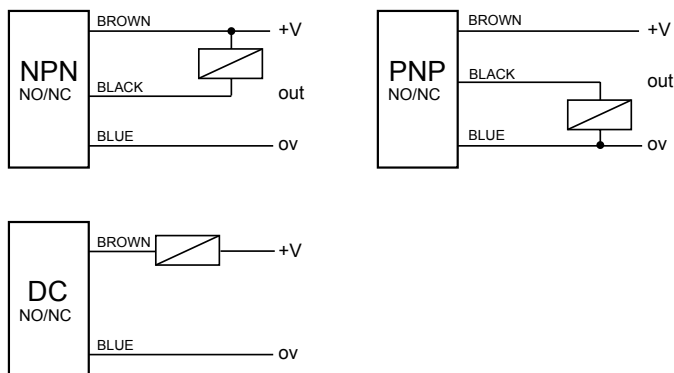 BROWN
+V
NPN
NO/NC
BLACK
out
BLUE
ov
BROWN
+V
PNP
NO/NC
BLACK
out
BLUE
ov
BROWN
+V
DC
NO/NC
BLUE
ov